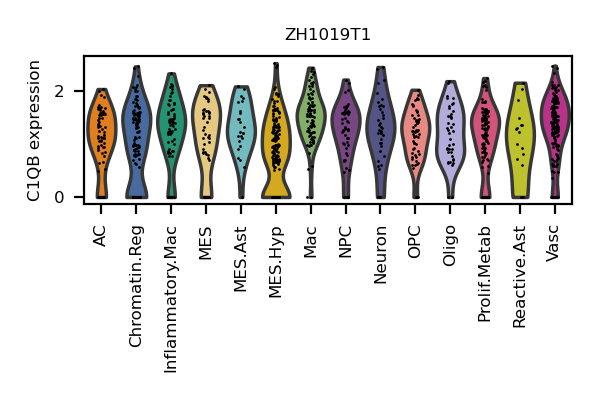 ZH1019T1
C1QB expression
2
0
AC
Chromatin.Reg
Inflammatory.Mac
MES
MES.Ast
MES.Hyp
Mac
NPC
Neuron
OPC
Oligo
Prolif.Metab
Reactive.Ast
Vasc